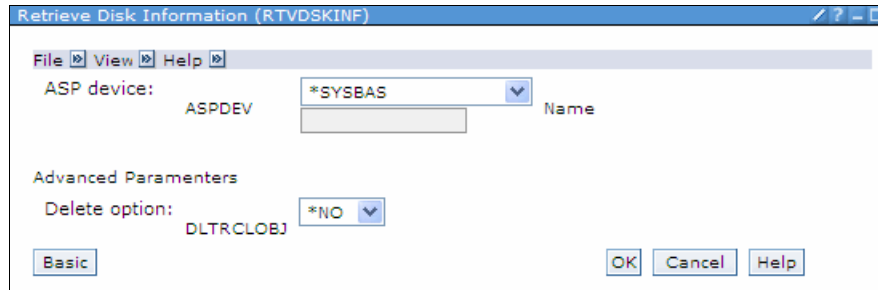 Retrieve Disk Information (RTVDSKINF)
File View Help
ASP device: *SYSBAS
ASPDEV Name
Advanced Paramenters
Delete option: *NO
DLTRCLOBJ
Basic OK Cancel Help